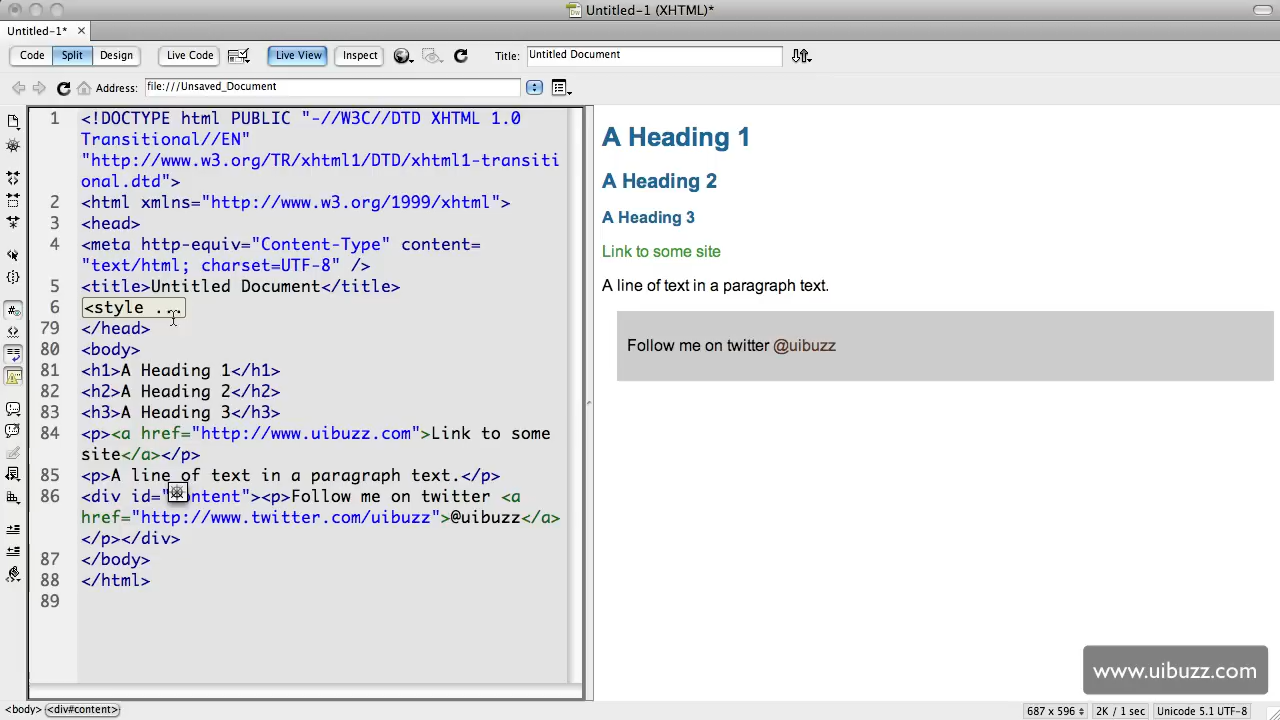 Untitled-1 (XHTML)*
Untitled-1*
Code Split Design Live Code Live View Inspect Title: Untitled Document
Address: file:///Unsaved_Document
1 <!DOCTYPE html PUBLIC "-//W3C//DTD XHTML 1.0
Transitional//EN"
"http://www.w3.org/TR/xhtml1/DTD/xhtml1-transiti
onal.dtd">
2 <html xmlns="http://www.w3.org/1999/xhtml">
3 <head>
4 <meta http-equiv="Content-Type" content=
"text/html; charset=UTF-8" />
5 <title>Untitled Document</title>
6 <style ...
79 </head>
80 <body>
81 <h1>A Heading 1</h1>
82 <h2>A Heading 2</h2>
83 <h3>A Heading 3</h3>
84 <p><a href="http://www.uibuzz.com">Link to some
site</a></p>
85 <p>A line of text in a paragraph text.</p>
86 <div id="content"><p>Follow me on twitter <a
href="http://www.twitter.com/uibuzz">@uibuzz</a>
</p></div>
87 </body>
88 </html>
89
A Heading 1
A Heading 2
A Heading 3
Link to some site
A line of text in a paragraph text.
Follow me on twitter @uibuzz
www.uibuzz.com
<body> <div#content>
687 x 596 2K / 1 sec Unicode 5.1 UTF-8